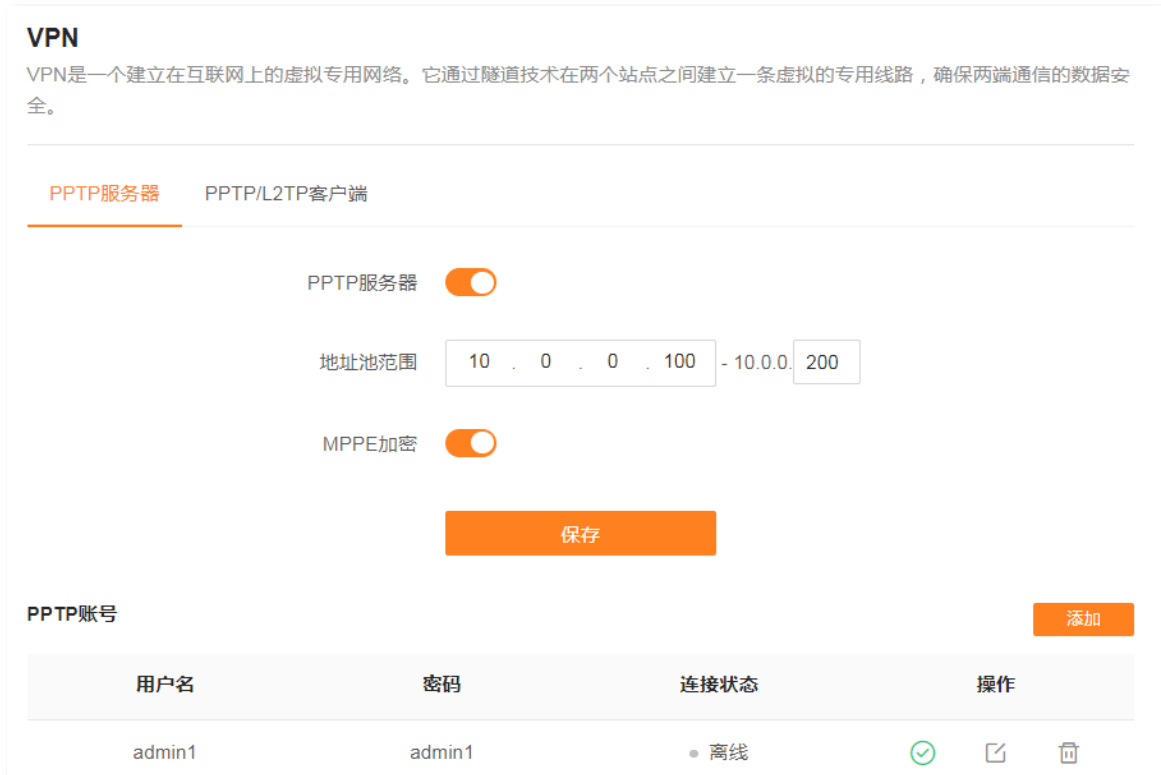 VPN
VPN是一个建立在互联网上的虚拟专用网络。它通过隧道技术在两个站点之间建立一条虚拟的专用线路，确保两端通信的数据安
全。
PPTP服务器 PPTP/L2TP客户端
PPTP服务器
地址池范围 10 . 0 . 0 . 100 - 10.0.0. 200
MPPE加密
保存
PPTP账号 添加
用户名 密码 连接状态 操作
admin1 admin1 离线